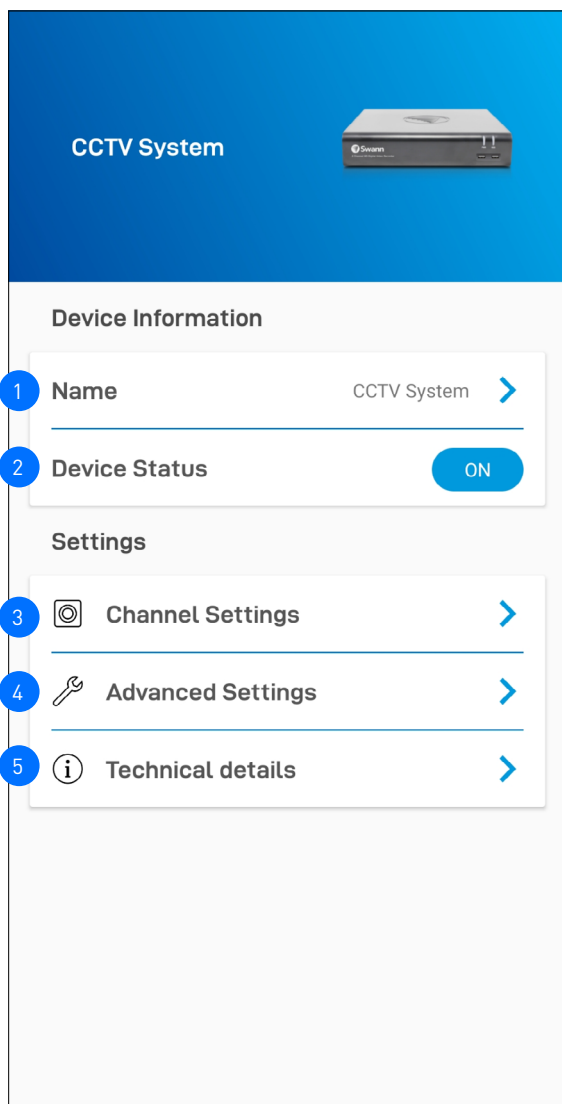 CCTV System
Swann
Device Information
1 Name CCTV System
2 Device Status ON
Settings
3 Channel Settings
4 Advanced Settings
5 Technical details